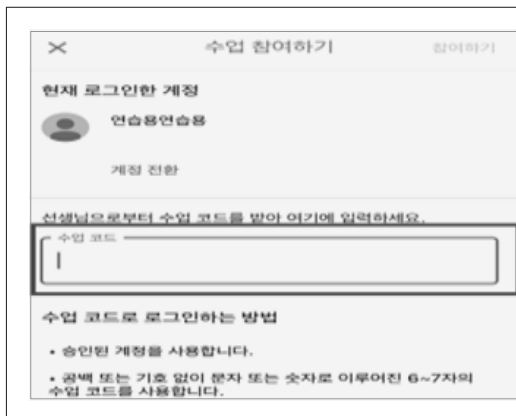 수업 참여하기
참여하기
현재 로그인한 계정
연습용연습용
계정 전환
선생님으로부터 수업 코드를 받아 여기에 입력하세요.
수업 코드
수업 코드로 로그인하는 방법
• 승인된 계정을 사용합니다.
• 공백 또는 기호 없이 문자 또는 숫자로 이루어진 6~7자의
수업 코드를 사용합니다.